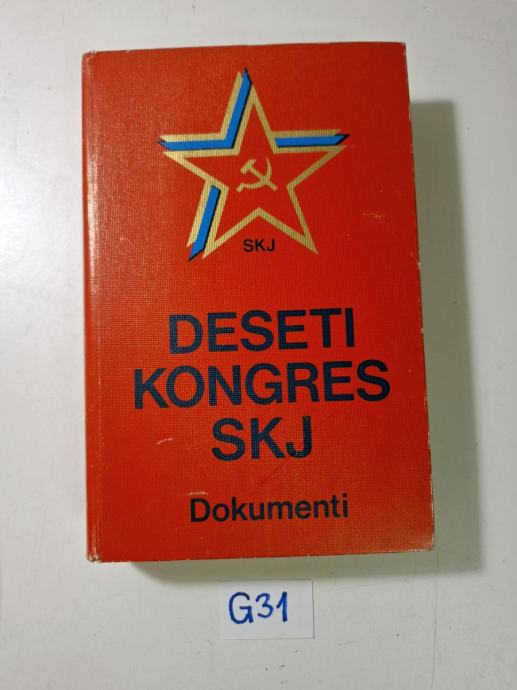 SKJ
DESETI
KONGRES
SKJ
Dokumenti
G31